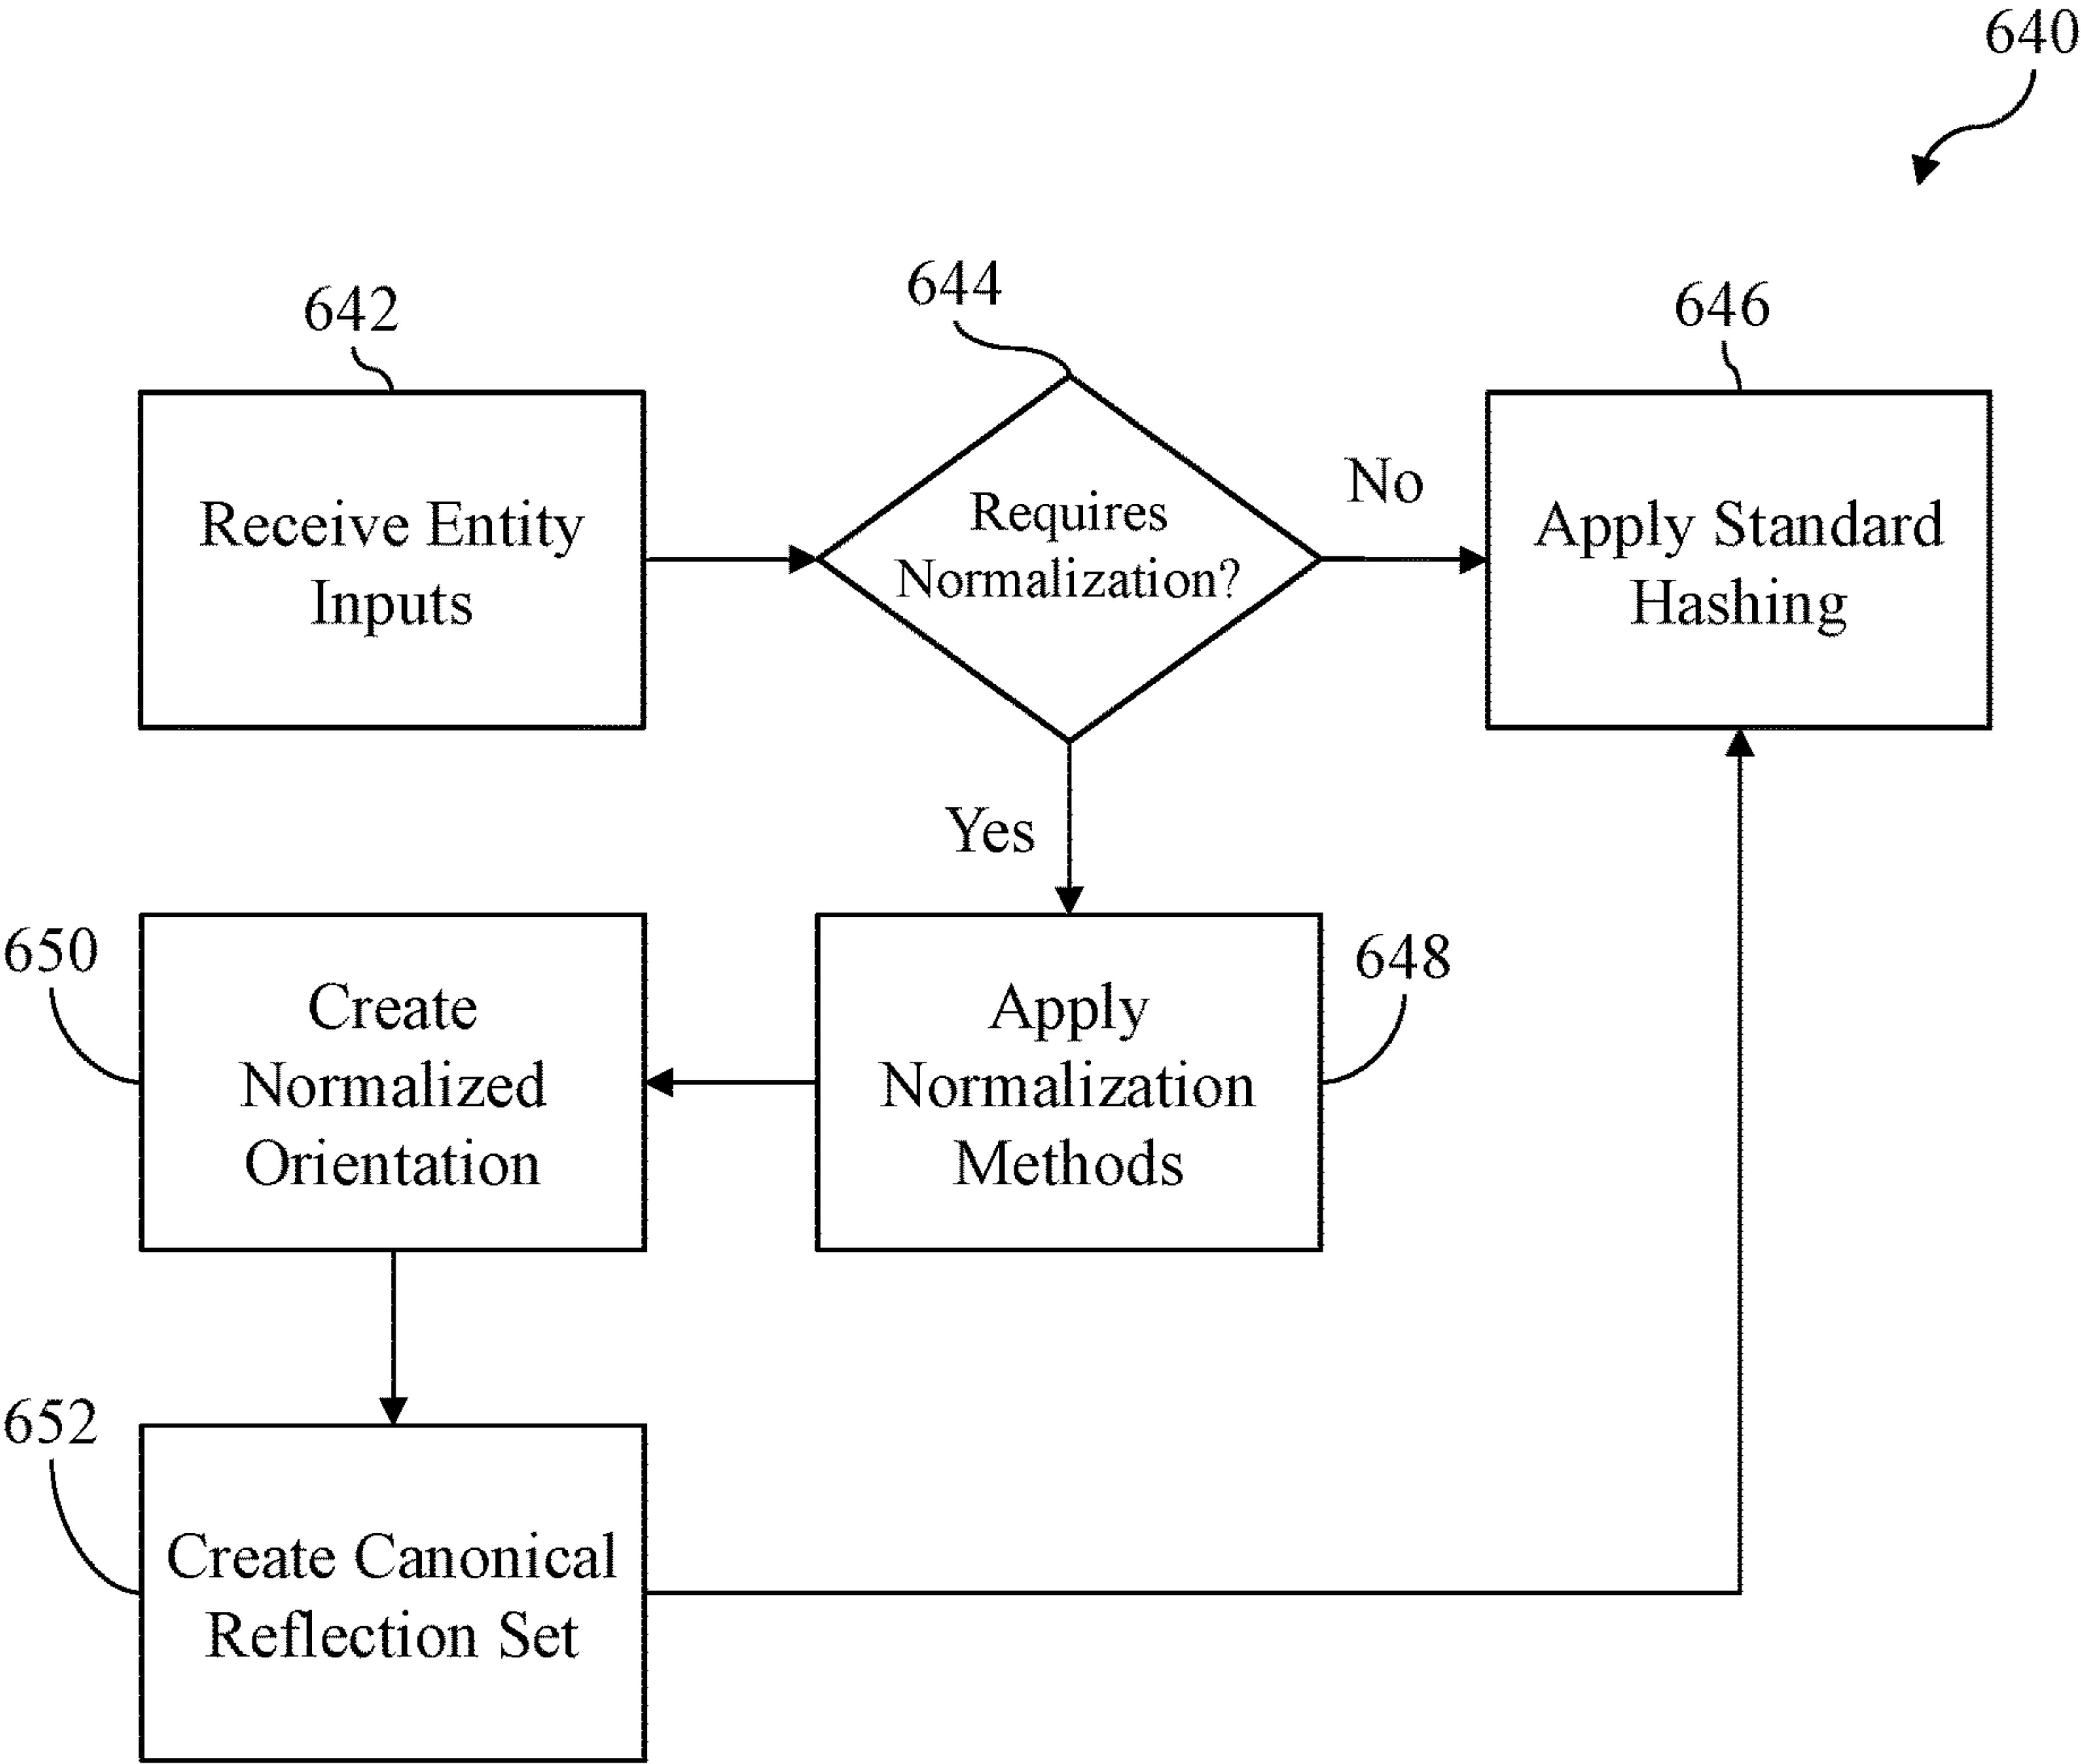 640
642
644
646
Receive Entity
Inputs
Requires
Normalization?
No
Apply Standard
Hashing
Yes
650
Create
Normalized
Orientation
Apply
Normalization
Methods
648
652
Create Canonical
Reflection Set